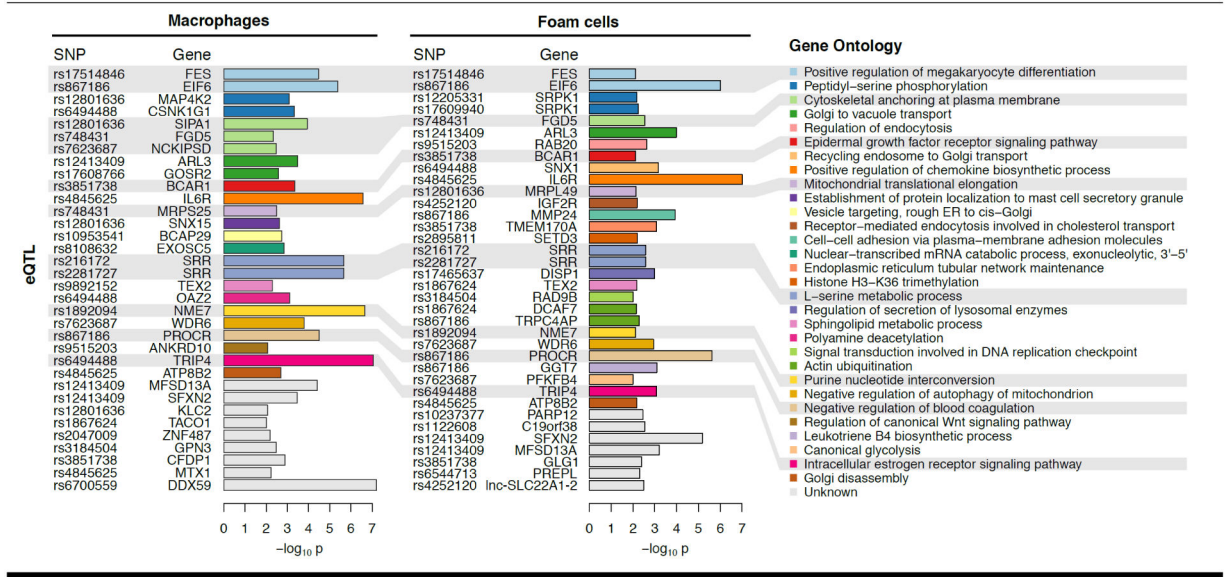 Macrophages
SNP Gene
rs17514846 FES
rs867186 EIF6
rs12801636 MAP4K2
rs6494488 CSNK1G1
rs12801636 SIPA1
rs748431 FGD5
rs7623687 NCKIPSD
rs12413409 ARL3
rs17608766 GOSR2
rs3851738 BCAR1
rs4845625 IL6R
rs748431 MRPS25
rs12801636 SNX15
rs10953541 BCAP29
rs8108632 EXOSC5
rs216172 SRR
rs2281727 SRR
rs9892152 TEX2
rs6494488 OAZ2
rs1892094 NME7
rs7623687 WDR6
rs867186 PROCR
rs9515203 ANKRD10
rs6494488 TRIP4
rs4845625 ATP8B2
rs12413409 MFSD13A
rs12413409 SFXN2
rs12801636 KLC2
rs1867624 TACO1
rs2047009 ZNF487
rs3184504 GPN3
rs3851738 CFDP1
rs4845625 MTX1
rs6700559 DDX59
0 1 2 3 4 5 6 7
−log10 p
eQTL
Foam cells
SNP Gene
rs17514846 FES
rs867186 EIF6
rs12205331 SRPK1
rs17609940 SRPK1
rs748431 FGD5
rs12413409 ARL3
rs9515203 RAB20
rs3851738 BCAR1
rs6494488 SNX1
rs4845625 IL6R
rs12801636 MRPL49
rs4252120 IGF2R
rs867186 MMP24
rs3851738 TMEM170A
rs2895811 SETD3
rs216172 SRR
rs2281727 SRR
rs17465637 DISP1
rs1867624 TEX2
rs3184504 RAD9B
rs1867624 DCAF7
rs867186 TRPC4AP
rs1892094 NME7
rs7623687 WDR6
rs867186 PROCR
rs867186 GGT7
rs7623687 PFKFB4
rs6494488 TRIP4
rs4845625 ATP8B2
rs10237377 PARP12
rs1122608 C19orf38
rs12413409 SFXN2
rs12413409 MFSD13A
rs3851738 GLG1
rs6544713 PREPL
rs4252120 lnc-SLC22A1-2
0 1 2 3 4 5 6 7
−log10 p
Gene Ontology
Positive regulation of megakaryocyte differentiation
Peptidyl−serine phosphorylation
Cytoskeletal anchoring at plasma membrane
Golgi to vacuole transport
Regulation of endocytosis
Epidermal growth factor receptor signaling pathway
Recycling endosome to Golgi transport
Positive regulation of chemokine biosynthetic process
Mitochondrial translational elongation
Establishment of protein localization to mast cell secretory granule
Vesicle targeting, rough ER to cis−Golgi
Receptor−mediated endocytosis involved in cholesterol transport
Cell−cell adhesion via plasma−membrane adhesion molecules
Nuclear−transcribed mRNA catabolic process, exonucleolytic, 3'−5'
Endoplasmic reticulum tubular network maintenance
Histone H3−K36 trimethylation
L−serine metabolic process
Regulation of secretion of lysosomal enzymes
Sphingolipid metabolic process
Polyamine deacetylation
Signal transduction involved in DNA replication checkpoint
Actin ubiquitination
Purine nucleotide interconversion
Negative regulation of autophagy of mitochondrion
Negative regulation of blood coagulation
Regulation of canonical Wnt signaling pathway
Leukotriene B4 biosynthetic process
Canonical glycolysis
Intracellular estrogen receptor signaling pathway
Golgi disassembly
Unknown